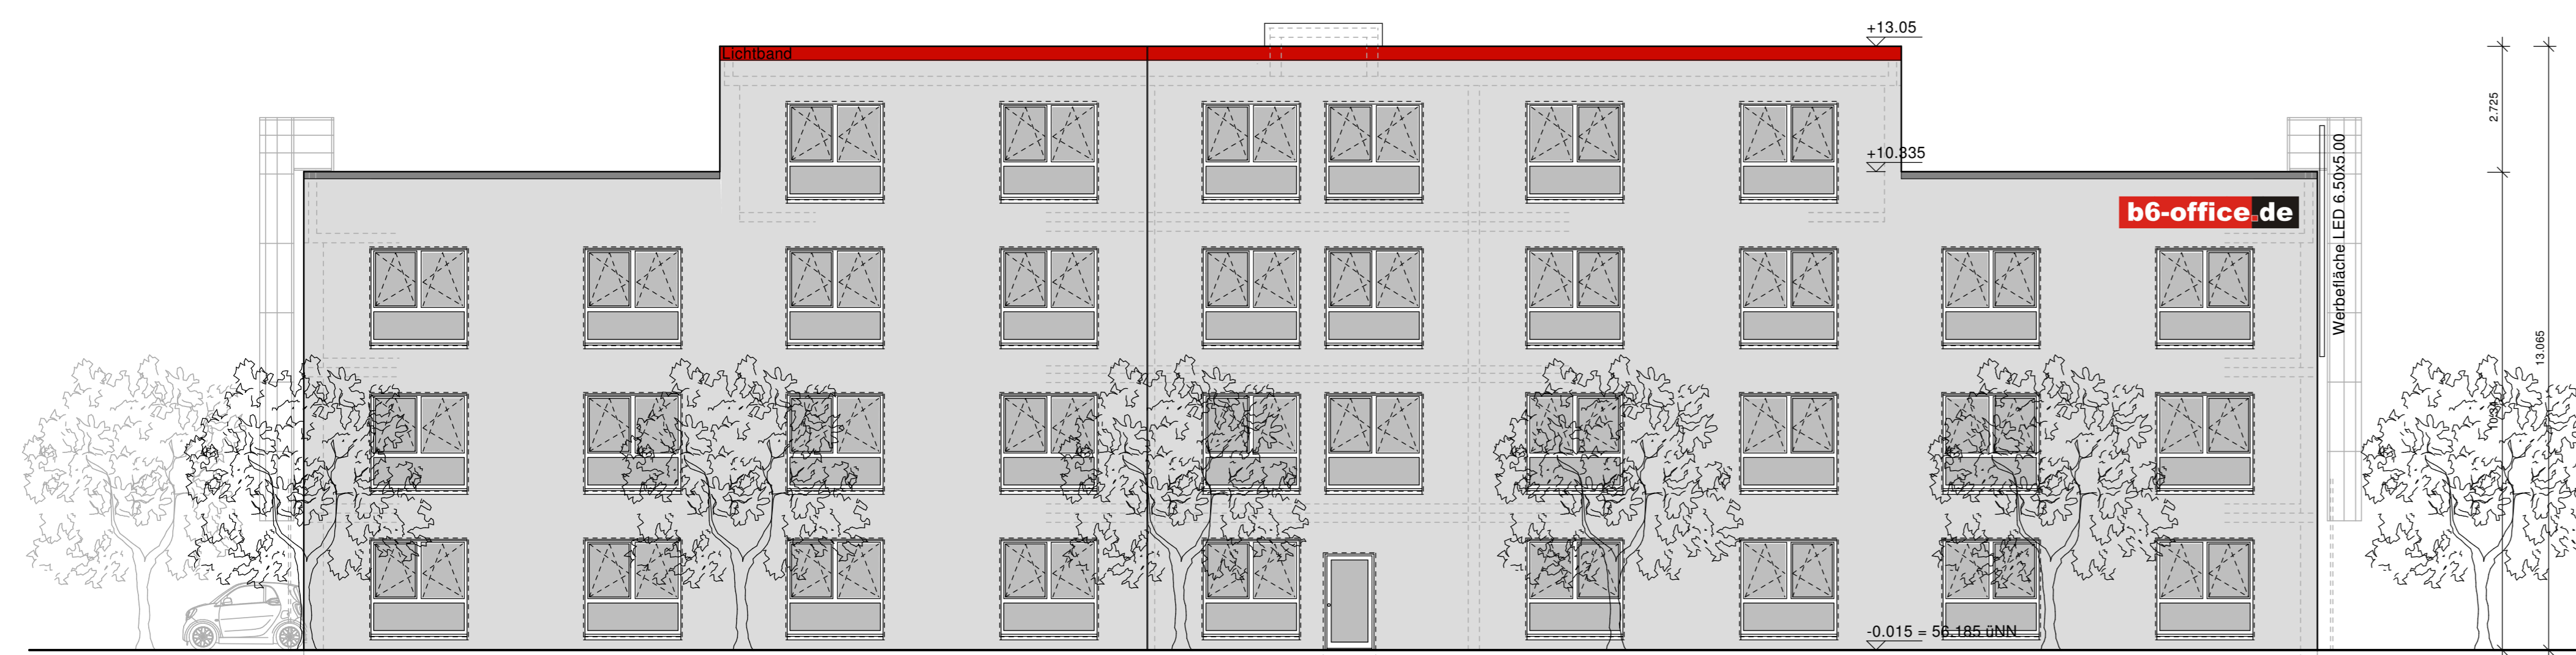 +13.05
Lichtband
2.725
+10.335
Werbefläche LED 6.50x5.00
b6-office.de
13.065
-0.015 = 56.185 üNN